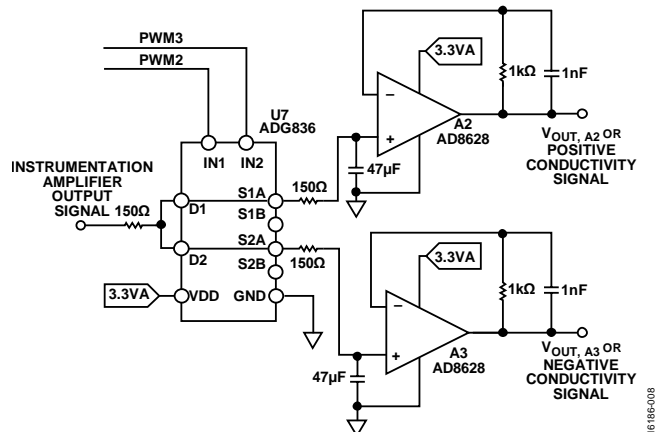 PWM3
PWM2
U7
ADG836
IN1 IN2
INSTRUMENTATION
AMPLIFIER
OUTPUT
SIGNAL 150Ω
D1
D2
S1A
S1B
S2A
S2B
VDD GND
3.3VA
150Ω
150Ω
3.3VA
1kΩ
1nF
−
+
A2
AD8628
47µF
VOUT, A2 OR
POSITIVE
CONDUCTIVITY
SIGNAL
3.3VA
1kΩ
1nF
−
+
A3
AD8628
47µF
VOUT, A3 OR
NEGATIVE
CONDUCTIVITY
SIGNAL